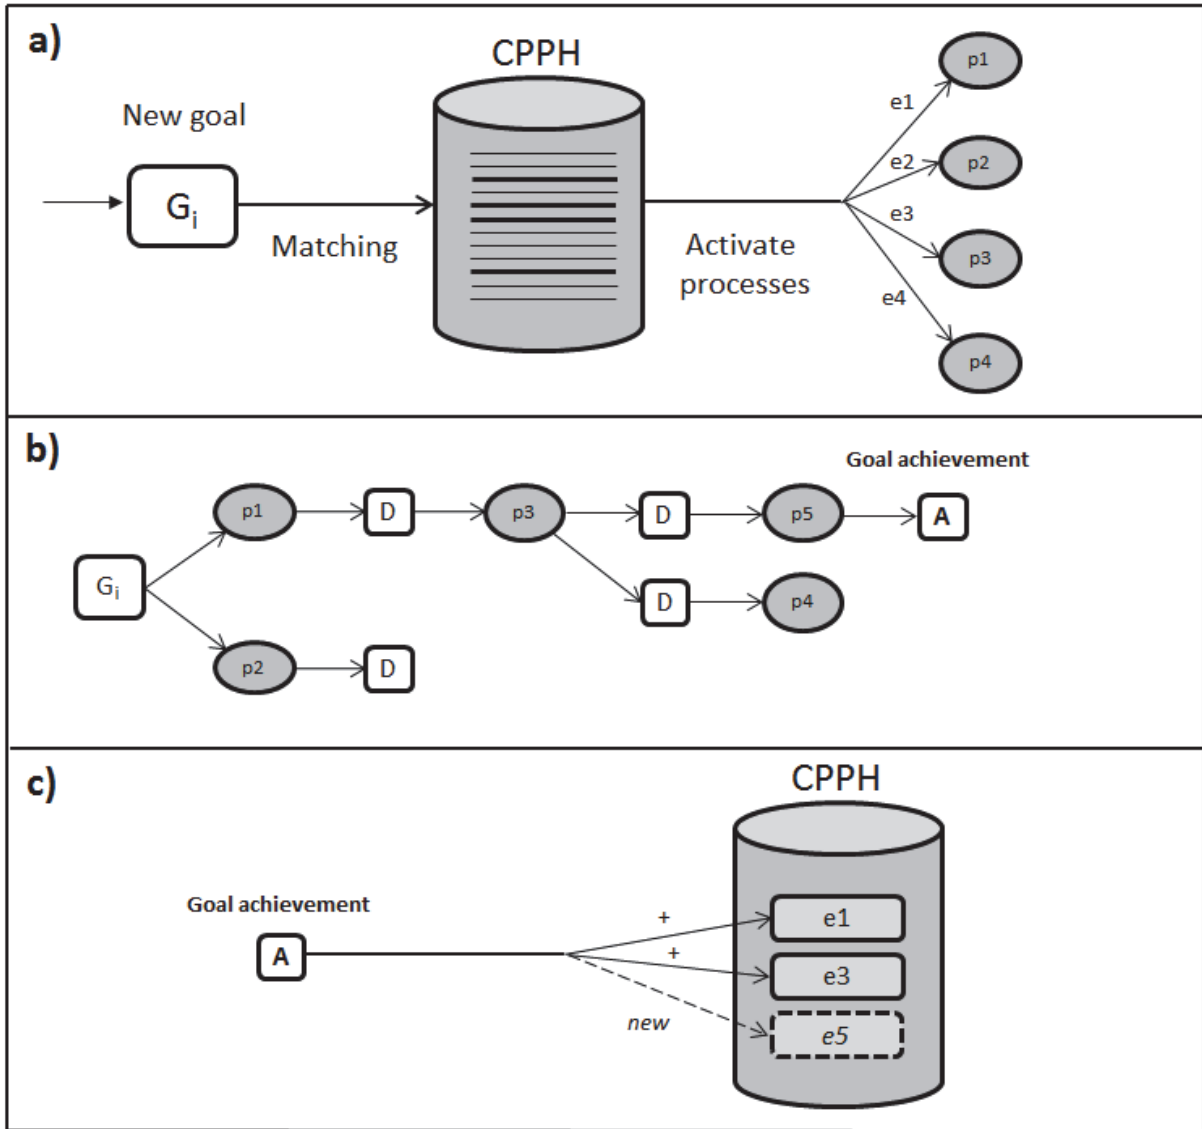 a)
CPPH
New goal
Gi
Matching
Activate
processes
e1
e2
e3
e4
p1
p2
p3
p4
b)
Goal achievement
Gi
p1
D
p3
D
p5
A
D
p4
p2
D
c)
CPPH
Goal achievement
A
+
+
new
e1
e3
e5